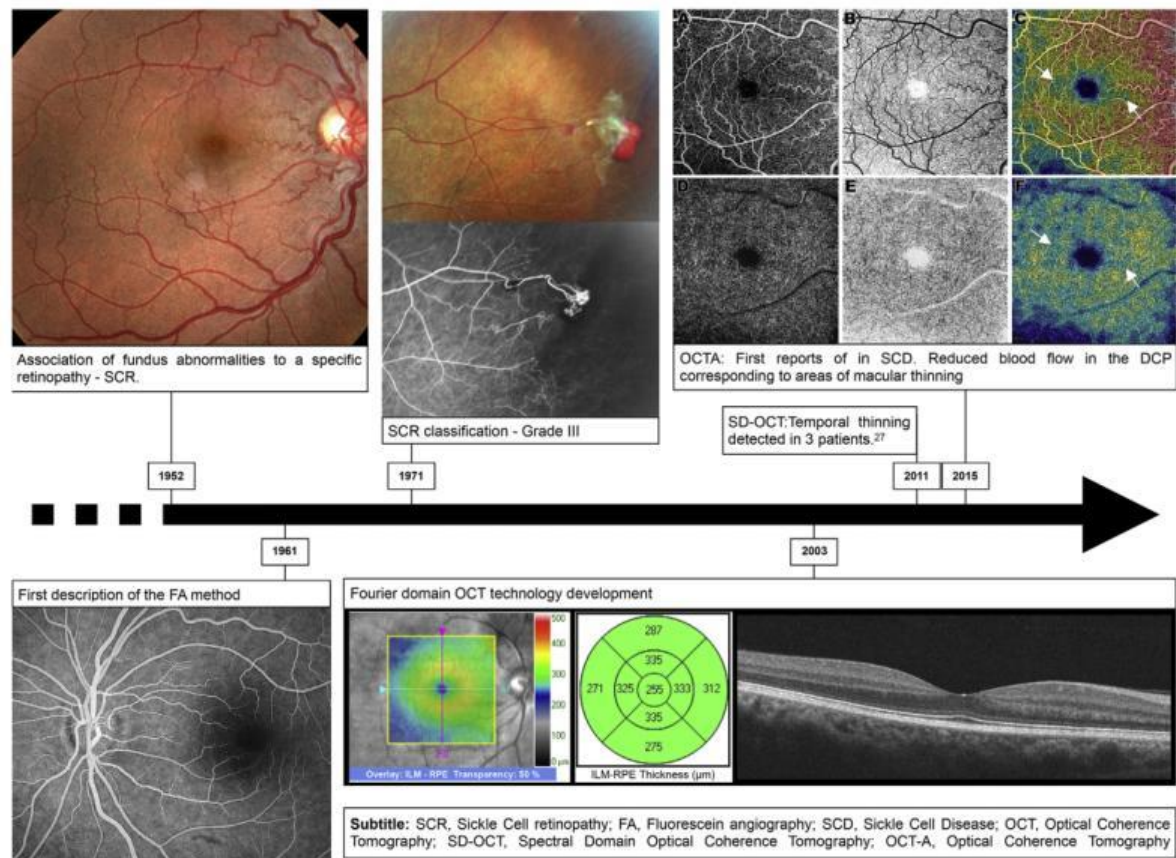 A
B
C
D
E
F
Association of fundus abnormalities to a specific
retinopathy - SCR.
SCR classification - Grade III
OCTA: First reports of in SCD. Reduced blood flow in the DCP
corresponding to areas of macular thinning
SD-OCT:Temporal thinning
detected in 3 patients.27
1952
1971
2011
2015
1961
2003
First description of the FA method
Fourier domain OCT technology development
500
400
300
200
100
0 µm
Overlay: ILM - RPE Transparency: 50 %
287
335
271
325
255
333
312
335
275
ILM-RPE Thickness (µm)
Subtitle: SCR, Sickle Cell retinopathy; FA, Fluorescein angiography; SCD, Sickle Cell Disease; OCT, Optical Coherence
Tomography; SD-OCT, Spectral Domain Optical Coherence Tomography; OCT-A, Optical Coherence Tomography